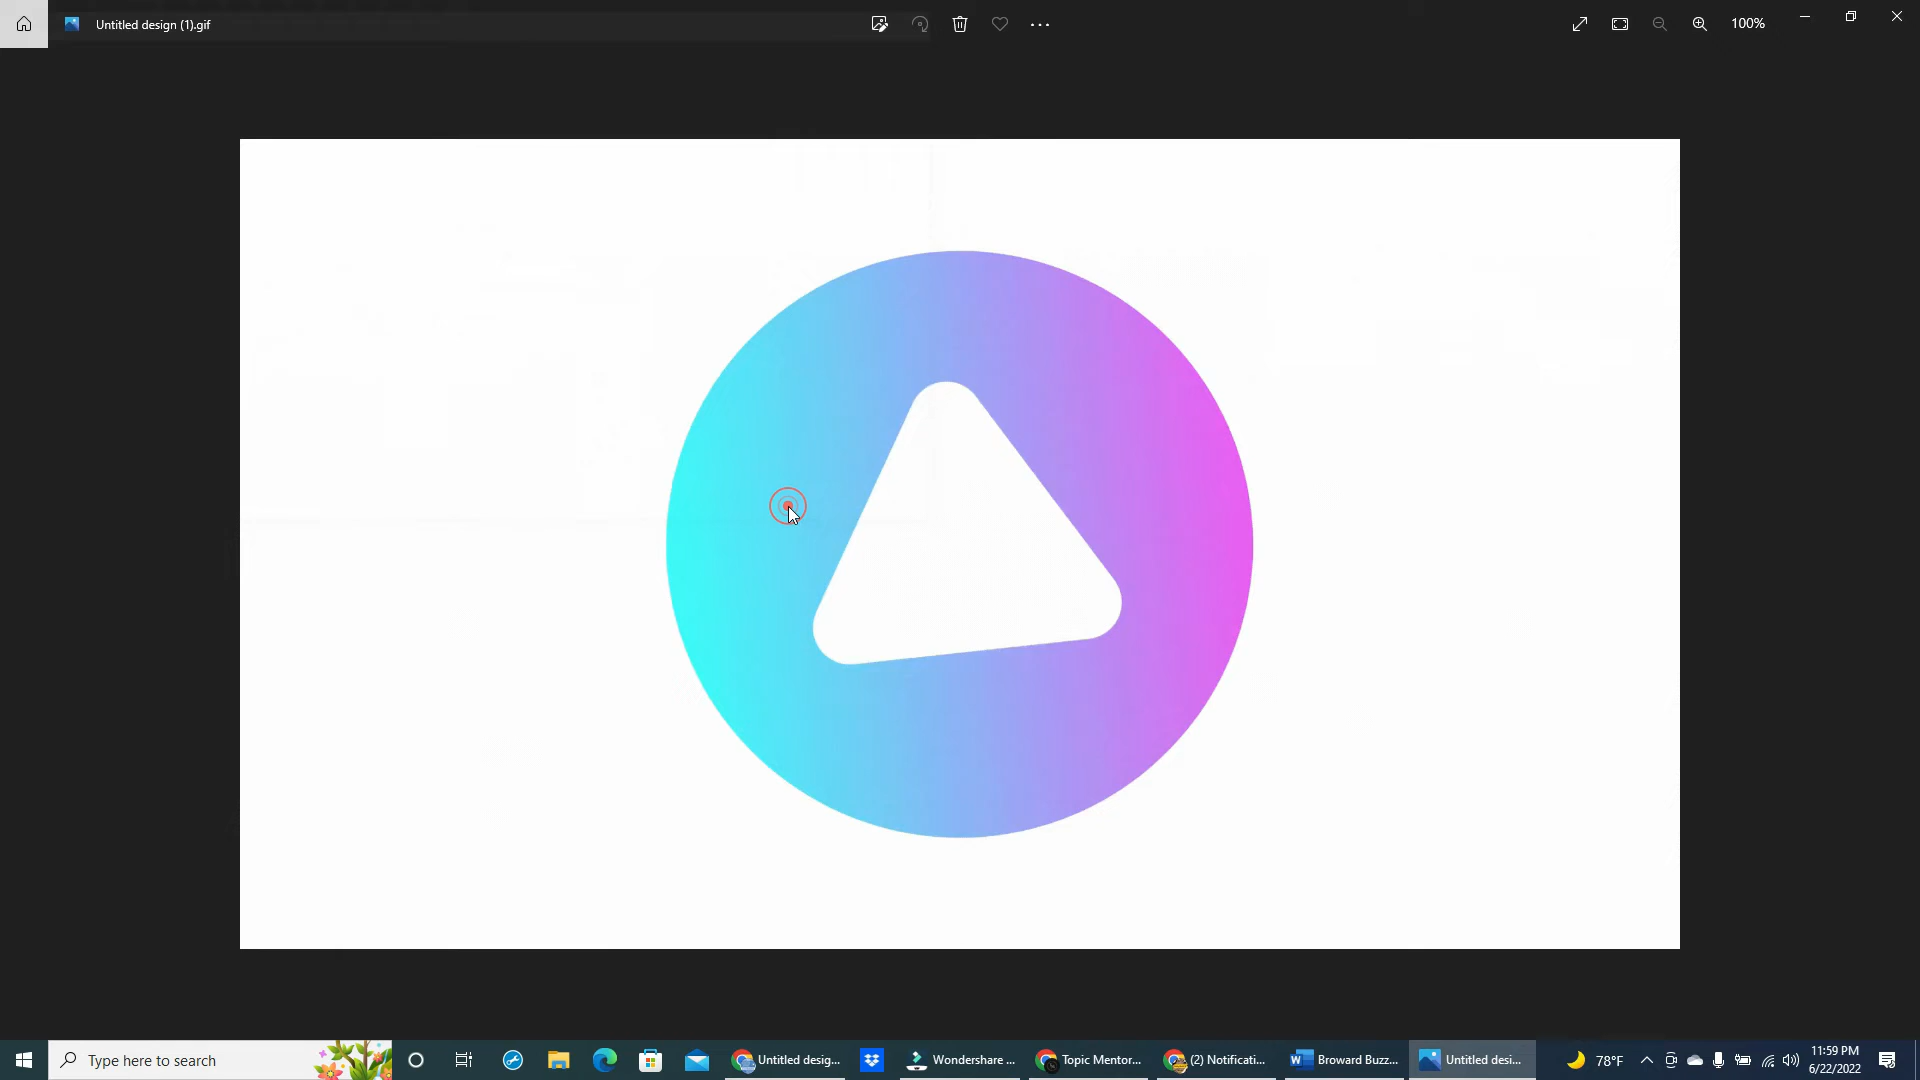 Untitled design (1).gif
100%
Type here to search
Untitled desig...
Wondershare ...
Topic Mentor...
(2) Notificati...
Broward Buzz...
Untitled desi...
78°F
11:59 PM
6/22/2022